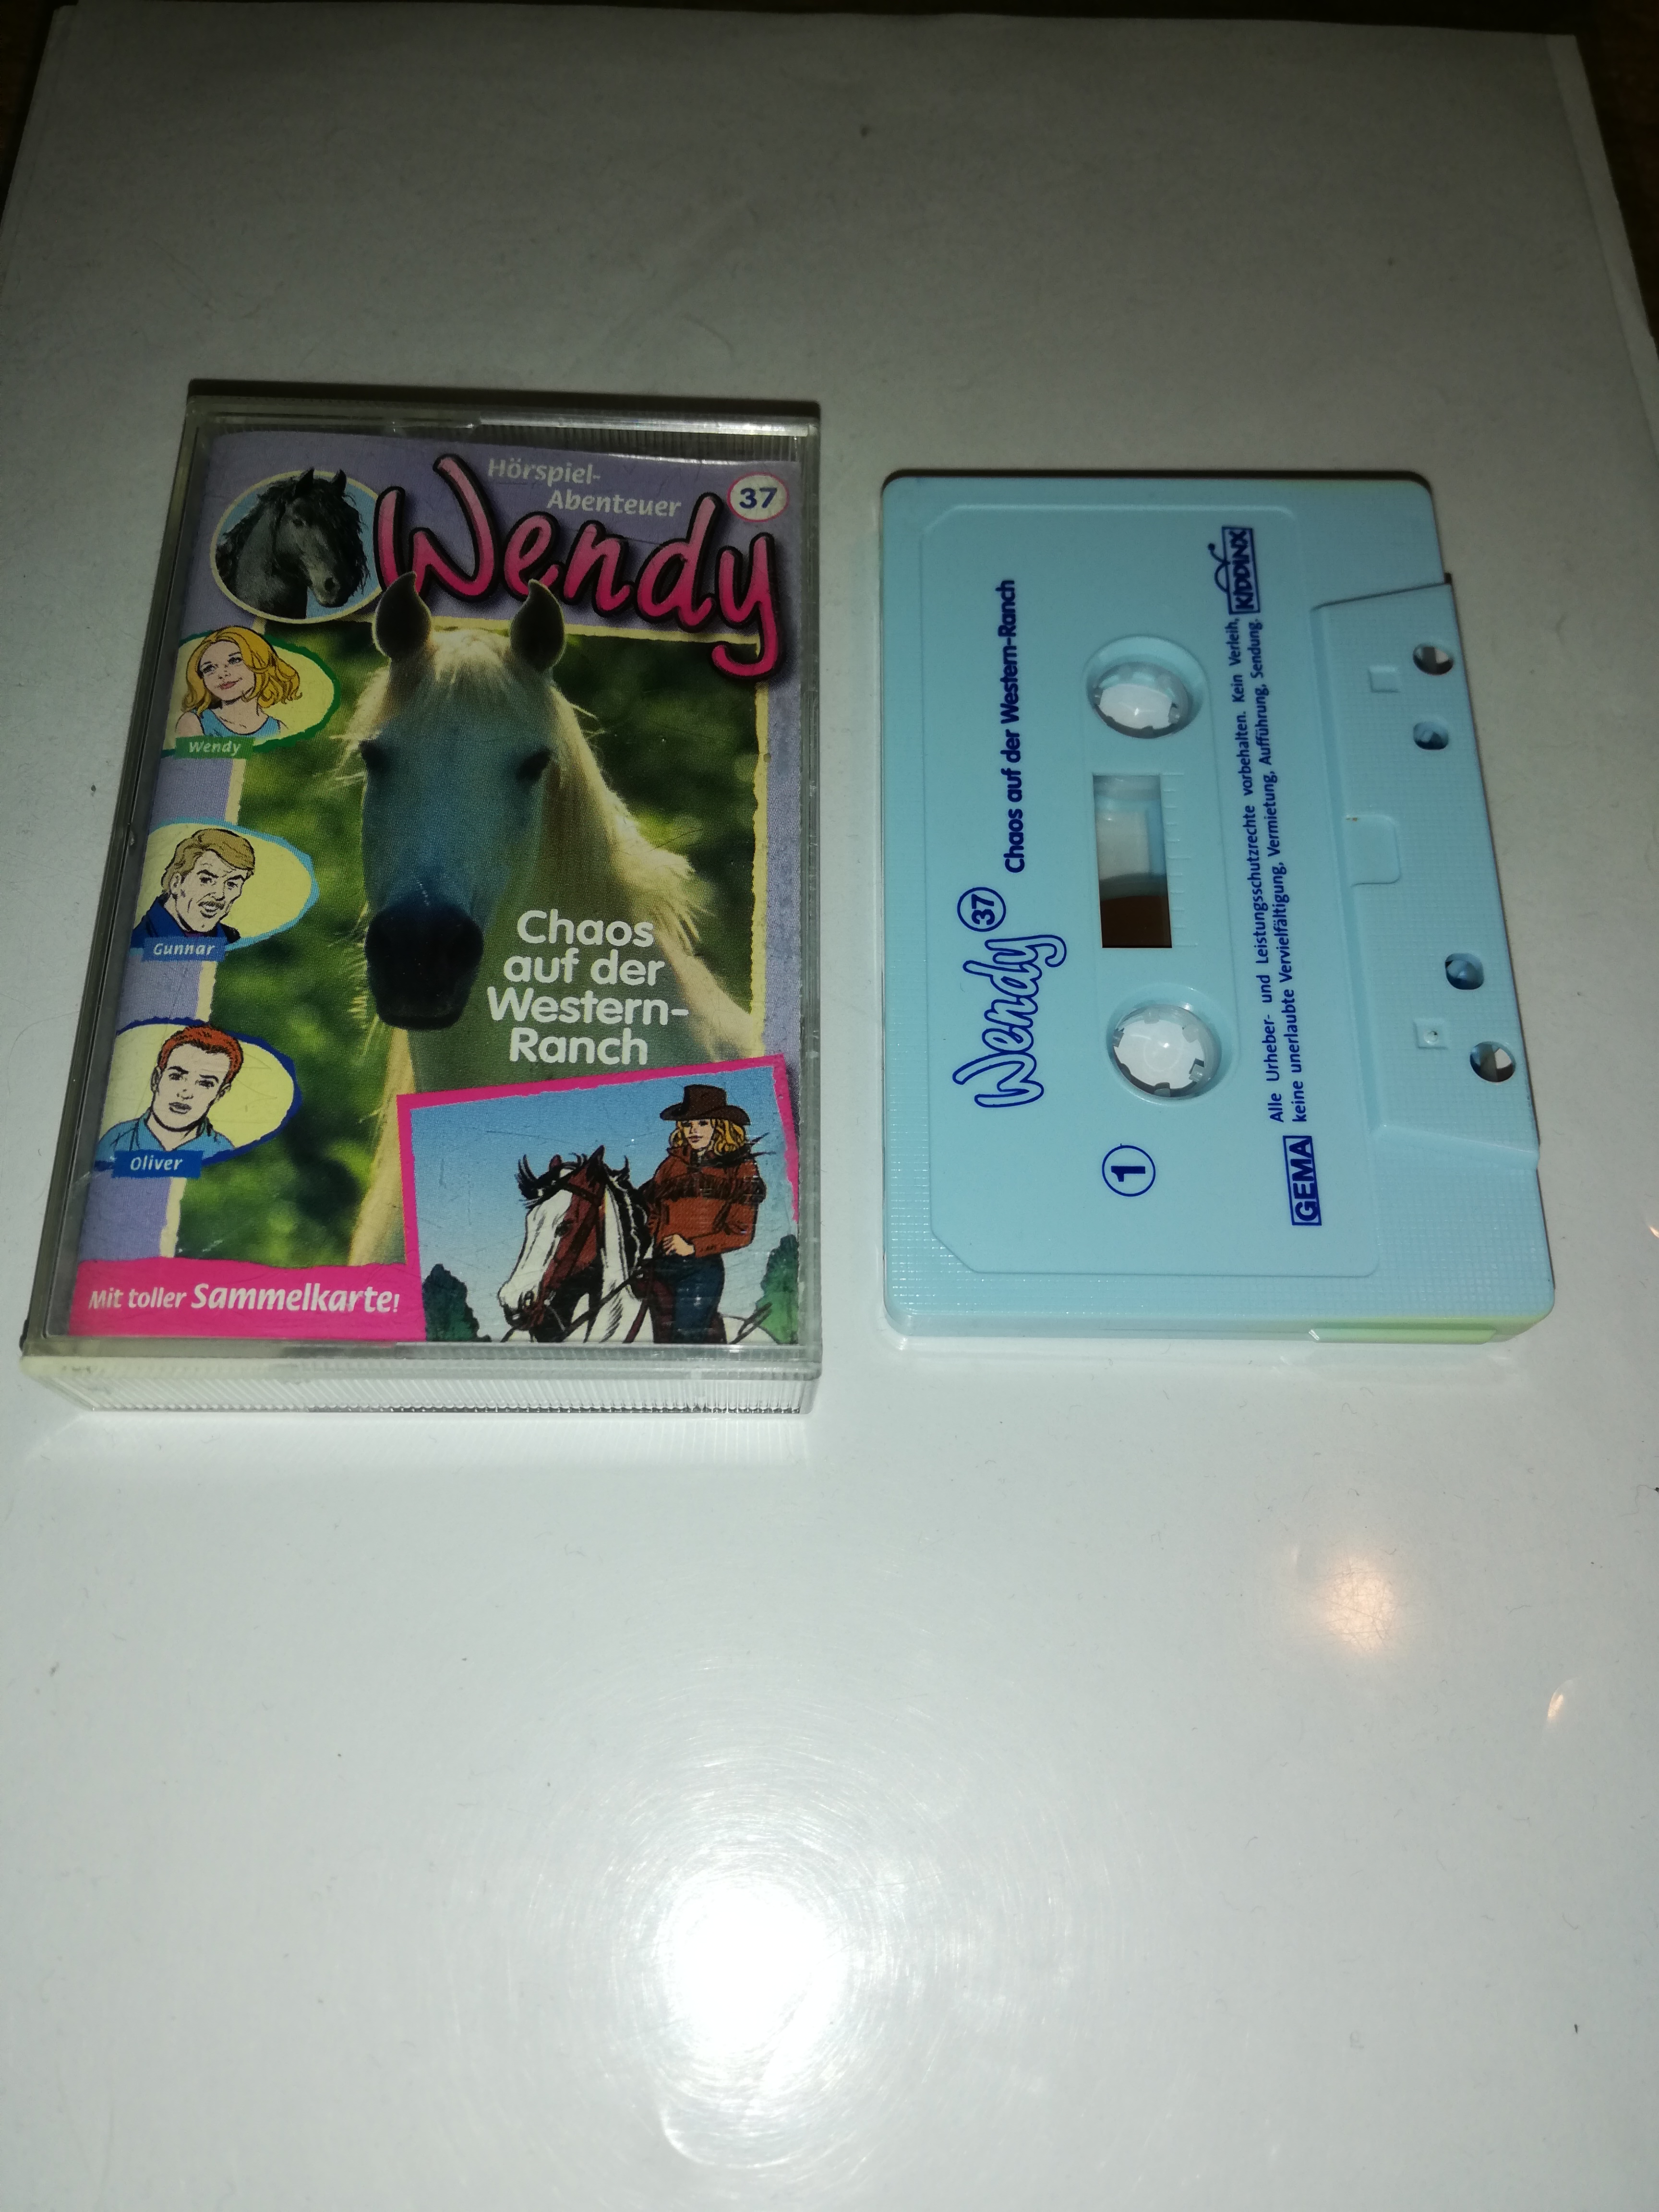 Hörspiel-
Abenteuer
37
Wendy
Wendy
Gunnar
Oliver
Chaos
auf der
Western-
Ranch
Mit toller Sammelkarte!
Wendy 37
Chaos auf der Western-Ranch
1
GEMA
Alle Urheber- und Leistungsschutzrechte vorbehalten. Kein Verleih,
keine unerlaubte Vervielfältigung, Vermietung, Aufführung, Sendung.
KIDDINX